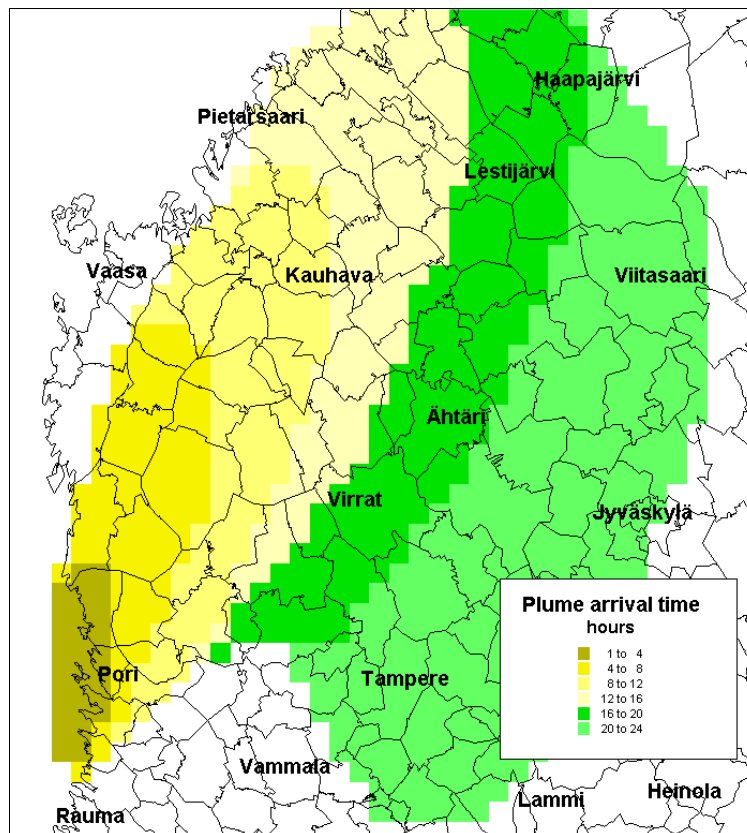 Haapajärvi
Pietarsaari
Lestijärvi
Vaasa
Kauhava
Viitasaari
Ähtäri
Virrat
Jyväskylä
Plume arrival time
hours
1 to 4
4 to 8
8 to 12
12 to 16
16 to 20
20 to 24
Pori
Tampere
Vammala
Rauma
Lammi
Heinola